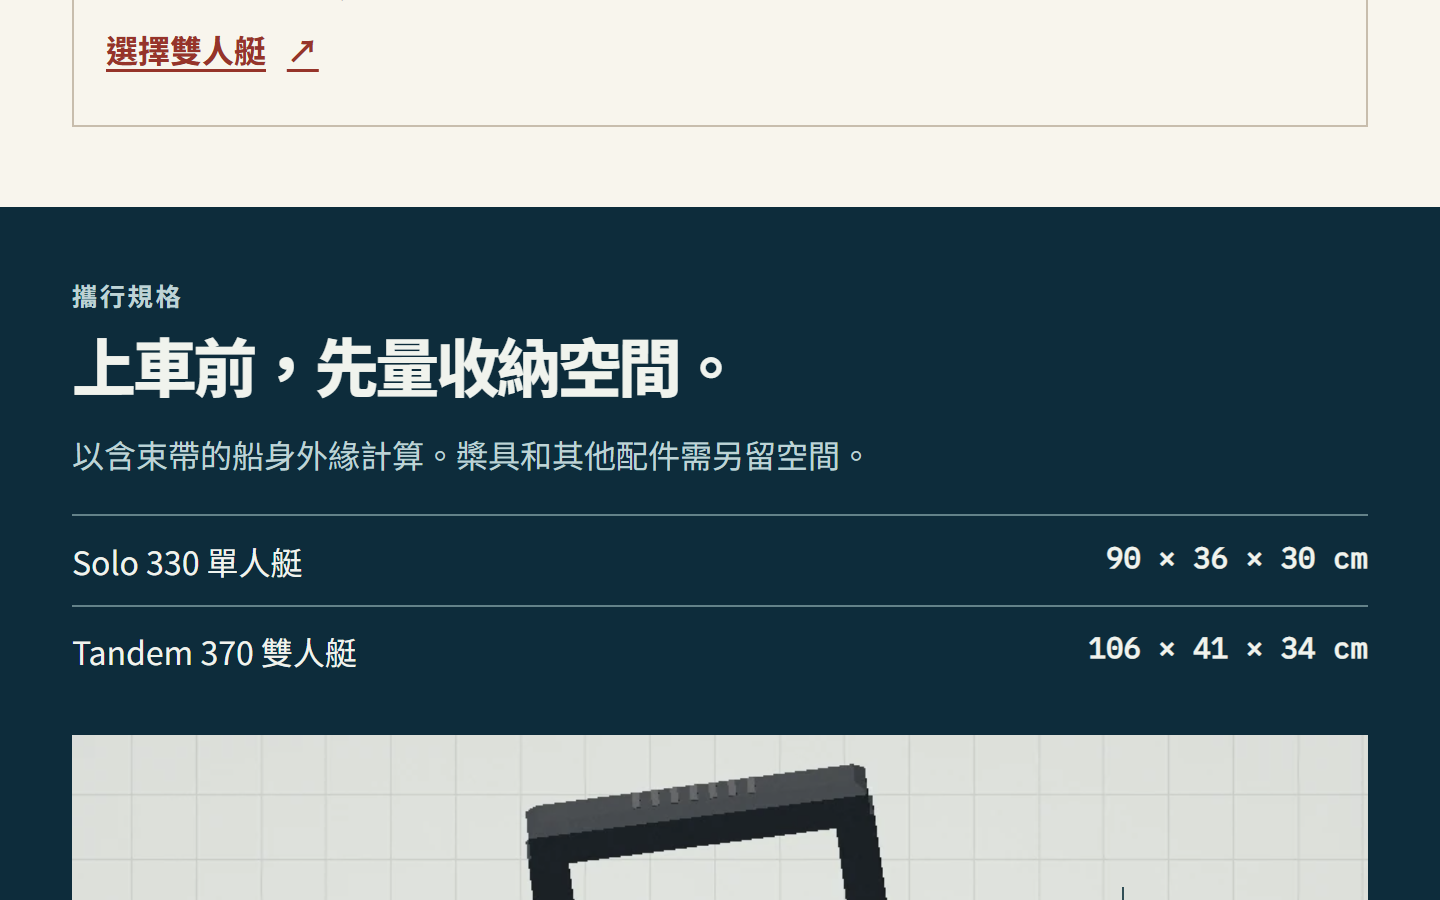 選擇雙人艇 ↗
攜行規格
上車前，先量收納空間。
以含束帶的船身外緣計算。槳具和其他配件需另留空間。
Solo 330 單人艇
90 × 36 × 30 cm
Tandem 370 雙人艇
106 × 41 × 34 cm